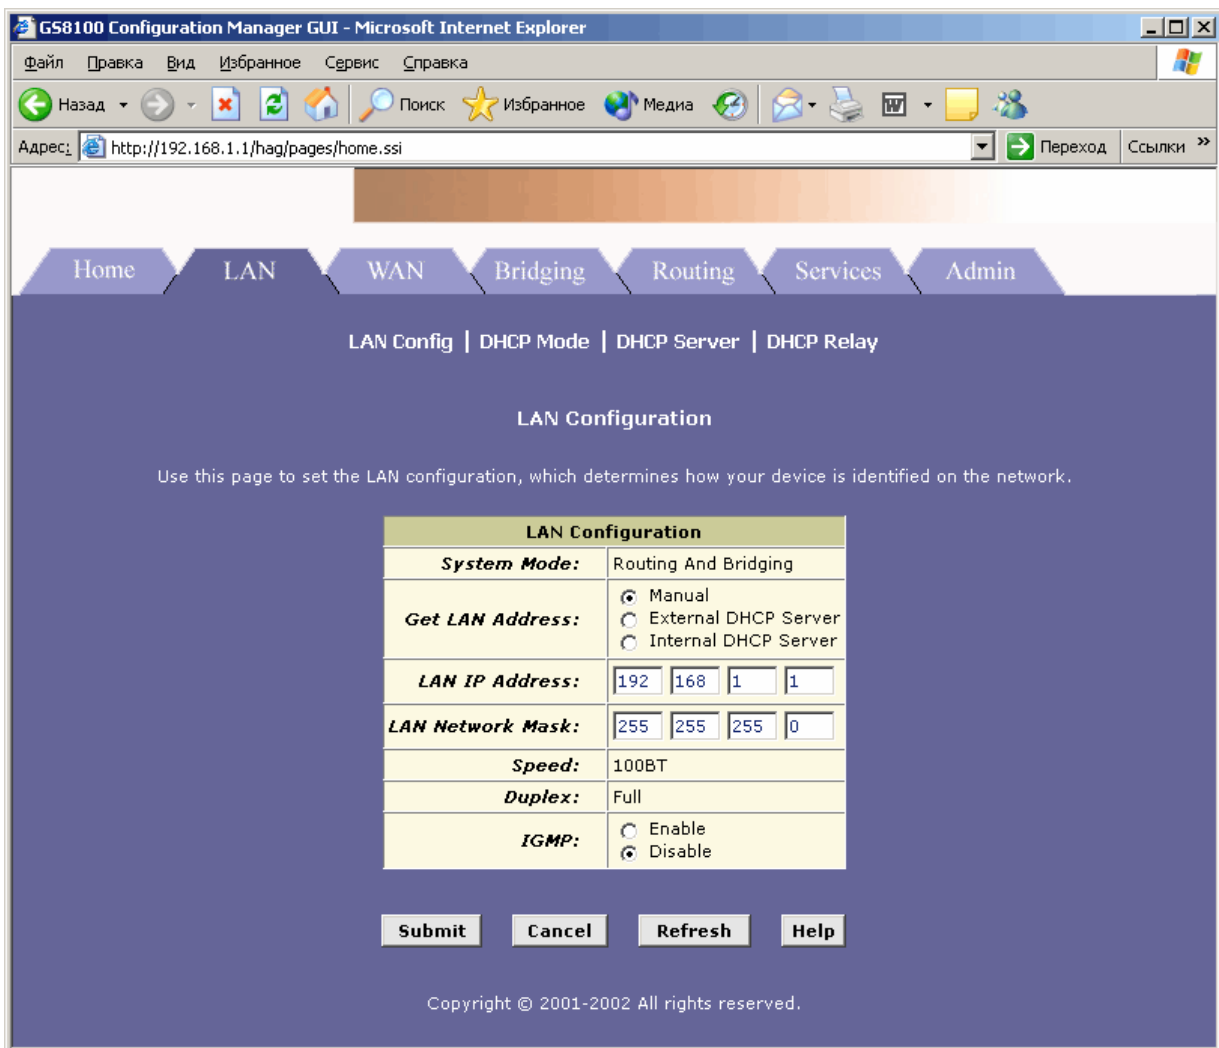 GS8100 Configuration Manager GUI - Microsoft Internet Explorer
Файл Правка Вид Избранное Сервис Справка
Назад Поиск Избранное Медиа
Адрес: http://192.168.1.1/hag/pages/home.ssi Переход Ссылки »
Home LAN WAN Bridging Routing Services Admin
LAN Config | DHCP Mode | DHCP Server | DHCP Relay
LAN Configuration
Use this page to set the LAN configuration, which determines how your device is identified on the network.
LAN Configuration
System Mode: Routing And Bridging
Get LAN Address: Manual
External DHCP Server
Internal DHCP Server
LAN IP Address: 192 168 1 1
LAN Network Mask: 255 255 255 0
Speed: 100BT
Duplex: Full
IGMP: Enable
Disable
Submit Cancel Refresh Help
Copyright © 2001-2002 All rights reserved.